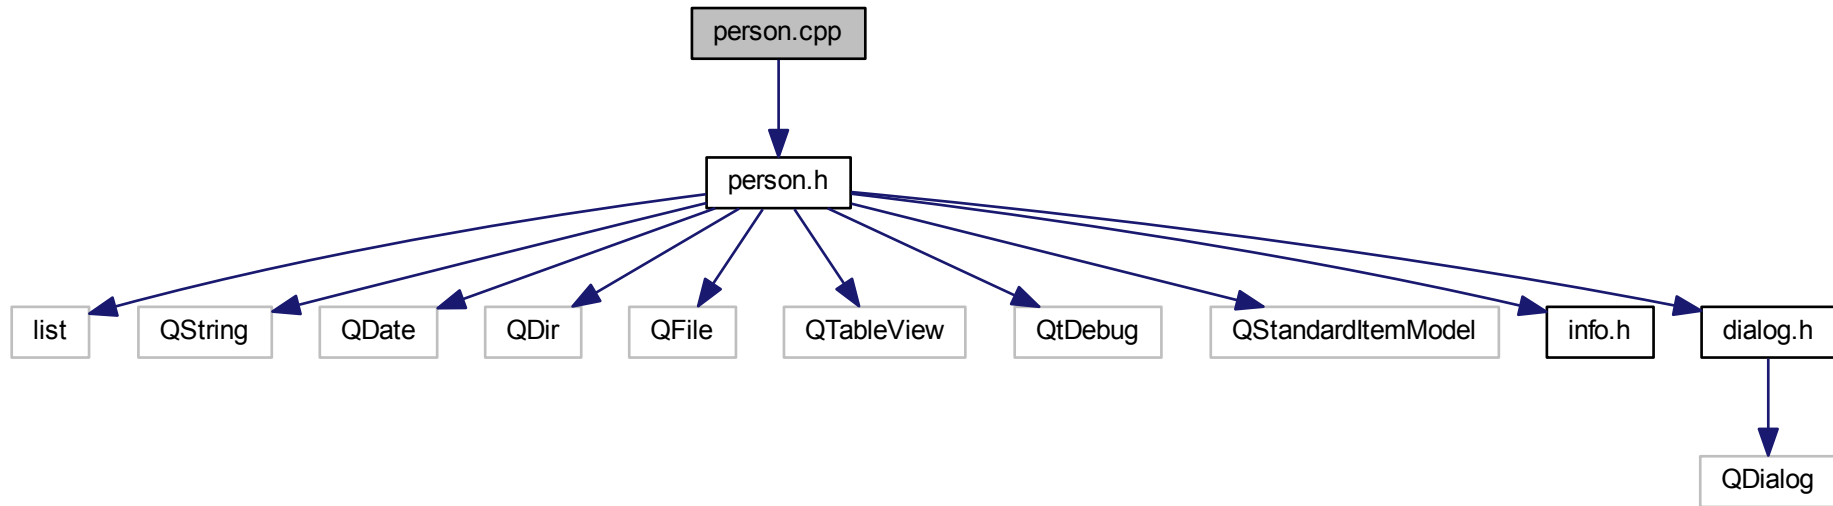 person.cpp
person.h
list
QString
QDate
QDir
QFile
QTableView
QtDebug
QStandardItemModel
info.h
dialog.h
QDialog